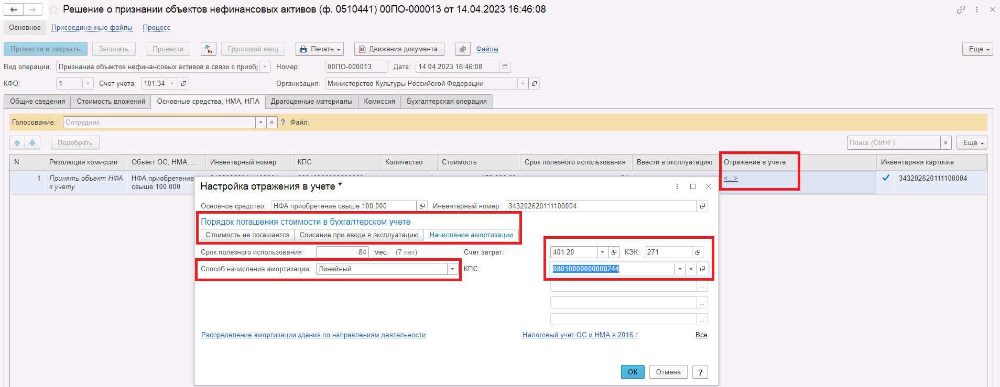 Решение о признании объектов нефинансовых активов (ф. 0510441) 00ПО-000013 от 14.04.2023 16:46:08
Основное Присоединенные файлы Процесс
Провести и закрыть Записать Провести Дт Кт Групповой ввод Печать Движения документа Файлы Еще
Вид операции: Признание объектов нефинансовых активов в связи с приобр Номер: 00ПО-000013 Дата: 14.04.2023 16:46:08
КФО: 1 Счет учета: 101.34 Организация: Министерство Культуры Российской Федерации
Общие сведения Стоимость вложений Основные средства, НМА, НПА Драгоценные материалы Комиссия Бухгалтерская операция
Голосование: Сотрудник ? Файл:
Подобрать Поиск (Ctrl+F) × Еще
N Резолюция комиссии Объект ОС, НМА, ... Инвентарный номер КПС Количество Стоимость Срок полезного использования Ввести в эксплуатацию Отражение в учете Инвентарная карточка
1 Принять объект НФА к учету НФА приобретение свыше 100.000 <...> 343202620111100004
Настройка отражения в учете *
Основное средство: НФА приобретение свыше 100.000 Инвентарный номер: 343202620111100004
Порядок погашения стоимости в бухгалтерском учете
Стоимость не погашается Списание при вводе в эксплуатацию Начисление амортизации
Срок полезного использования: 84 мес. (7 лет) Счет затрат: 401.20 КЭК: 271
Способ начисления амортизации: Линейный КПС: 08010000000000244
...
...
...
Распределение амортизации здания по направлениям деятельности Налоговый учет ОС и НМА в 2016 г. Все
ОК Отмена ?